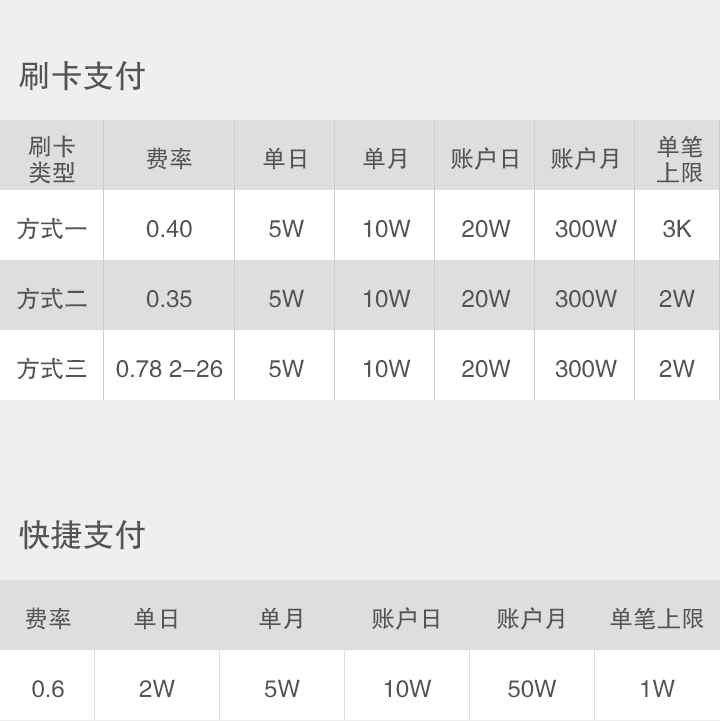 刷卡支付
刷卡类型 费率 单日 单月 账户日 账户月 单笔上限
方式一 0.40 5W 10W 20W 300W 3K
方式二 0.35 5W 10W 20W 300W 2W
方式三 0.78 2-26 5W 10W 20W 300W 2W
快捷支付
费率 单日 单月 账户日 账户月 单笔上限
0.6 2W 5W 10W 50W 1W